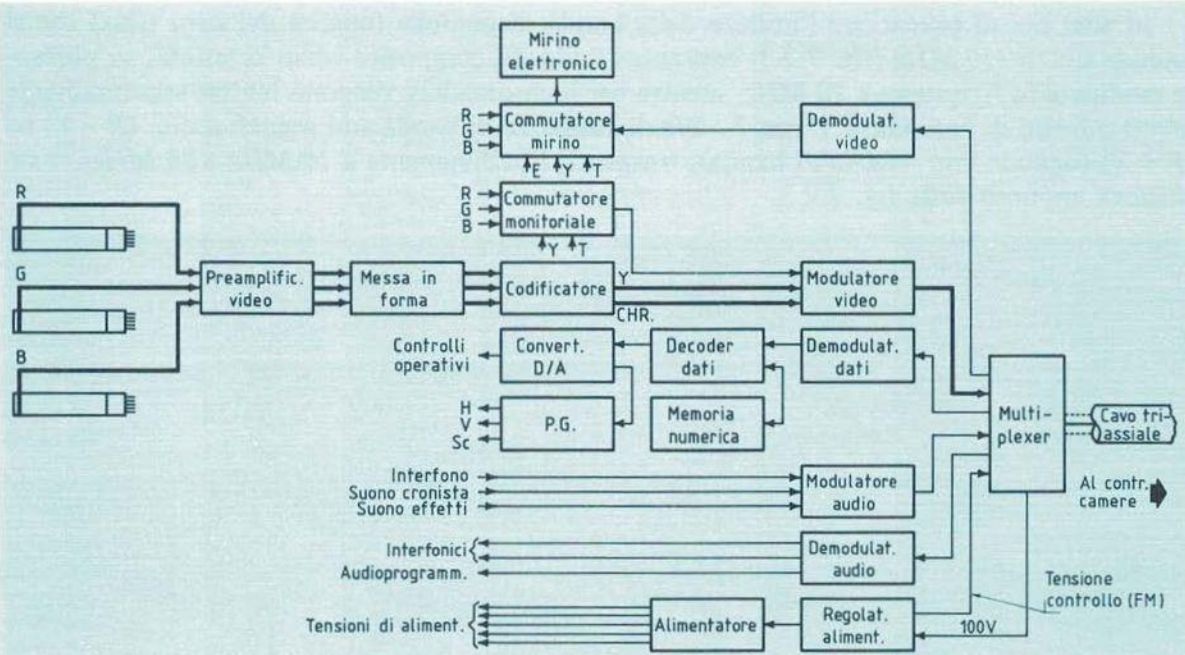 Mirino
elettronico
R
G
B
Commutatore
mirino
E Y T
Demodulat.
video
R
G
B
Commutatore
monitoriale
Y T
R
G
B
Preamplific.
video
Messa in
forma
Codificatore
Y
CHR.
Modulatore
video
Controlli
operativi
Convert.
D/A
Decoder
dati
Demodulat.
dati
H
V
Sc
P.G.
Memoria
numerica
Multi-
plexer
Cavo tri-
assiale
Al contr.
camere
Interfono
Suono cronista
Suono effetti
Modulatore
audio
Interfonici
Audioprogramm.
Demodulat.
audio
Tensione
controllo (FM)
Tensioni di aliment.
Alimentatore
Regolat.
aliment.
100V